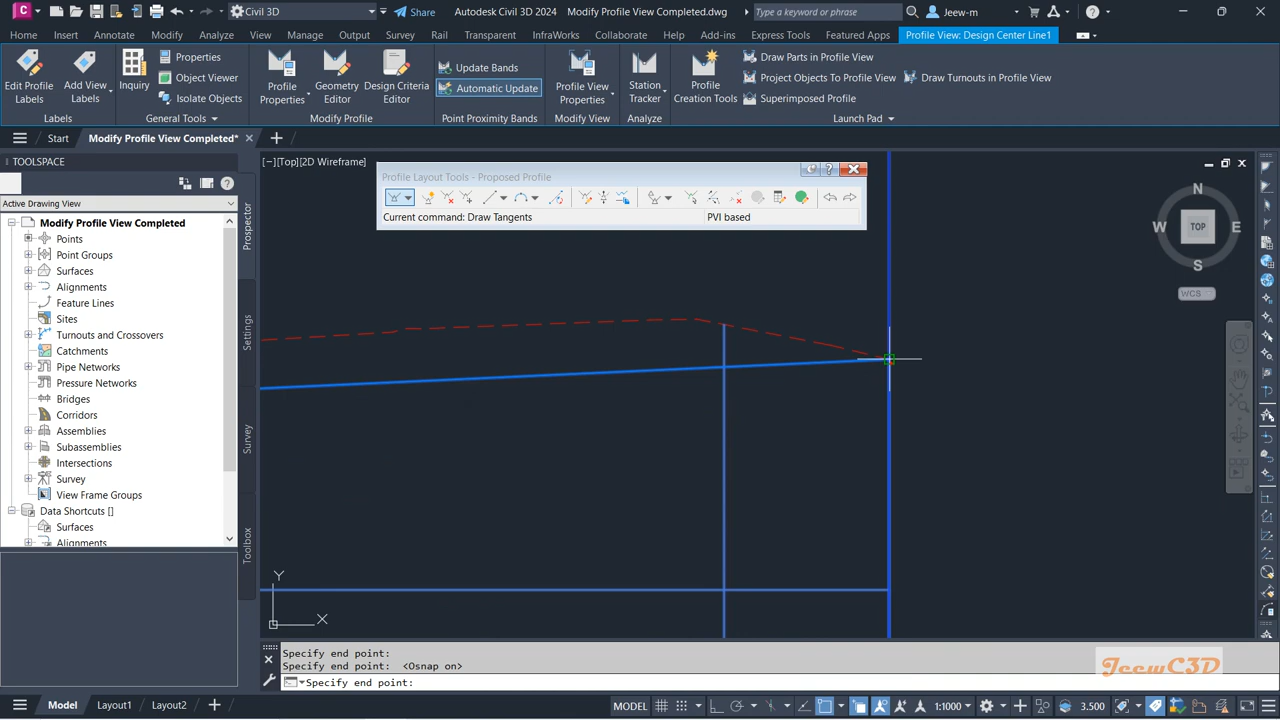 Civil 3D
Share
Autodesk Civil 3D 2024
Modify Profile View Completed.dwg
Type a keyword or phrase
Jeew-m
Home
Insert
Annotate
Modify
Analyze
View
Manage
Output
Survey
Rail
Transparent
InfraWorks
Collaborate
Help
Add-ins
Express Tools
Featured Apps
Profile View: Design Center Line1
Edit Profile
Labels
Add View
Labels
Labels
Inquiry
Properties
Object Viewer
Isolate Objects
General Tools
Profile
Properties
Geometry
Editor
Design Criteria
Editor
Modify Profile
Update Bands
Automatic Update
Point Proximity Bands
Profile View
Properties
Modify View
Station
Tracker
Analyze
Profile
Creation Tools
Draw Parts in Profile View
Project Objects To Profile View
Superimposed Profile
Draw Turnouts in Profile View
Launch Pad
Start
Modify Profile View Completed*
TOOLSPACE
Active Drawing View
Modify Profile View Completed
Points
Point Groups
Surfaces
Alignments
Feature Lines
Sites
Turnouts and Crossovers
Catchments
Pipe Networks
Pressure Networks
Bridges
Corridors
Assemblies
Subassemblies
Intersections
Survey
View Frame Groups
Data Shortcuts []
Surfaces
Alignments
Prospector
Settings
Survey
Toolbox
[−][Top][2D Wireframe]
Profile Layout Tools - Proposed Profile
Current command: Draw Tangents
PVI based
N
W
TOP
E
S
WCS
Y
X
Specify end point:
Specify end point:  <Osnap on>
Specify end point:
JeewC3D
Model
Layout1
Layout2
MODEL
1:1000
3.500